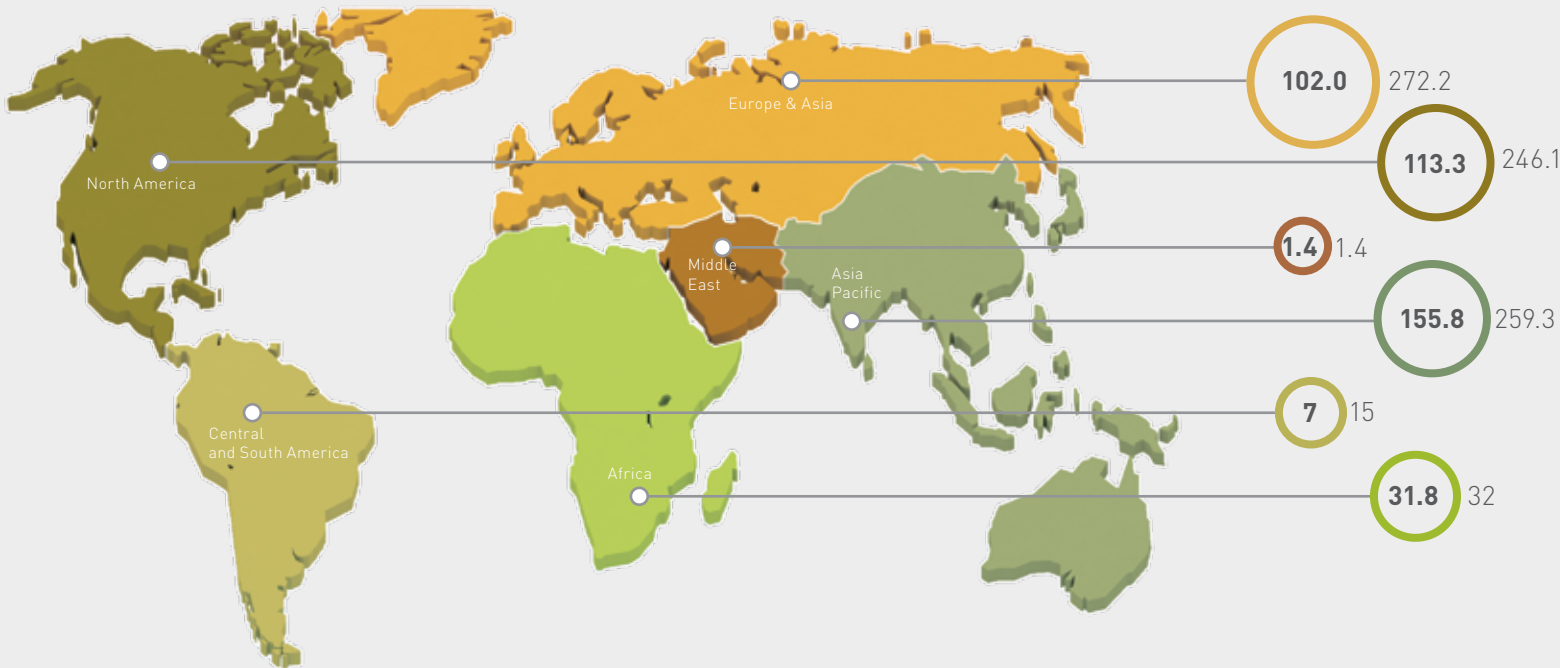 102.0 272.2
Europe & Asia
113.3 246.1
North America
1.4 1.4
Middle
East
Asia
Pacific
155.8 259.3
7 15
Central
and South America
Africa
31.8 32